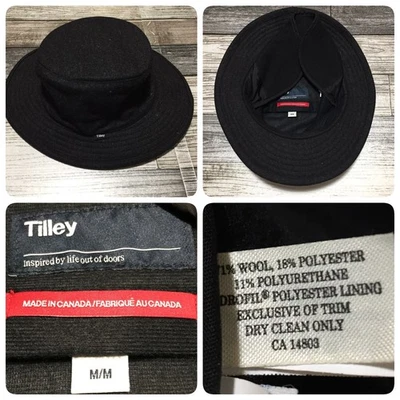 Tilley
inspired by life out of doors
MADE IN CANADA/FABRIQUÉ AU CANADA
M/M
71% WOOL, 18% POLYESTER
11% POLYURETHANE
DROFIL® POLYESTER LINING
EXCLUSIVE OF TRIM
DRY CLEAN ONLY
CA 14803